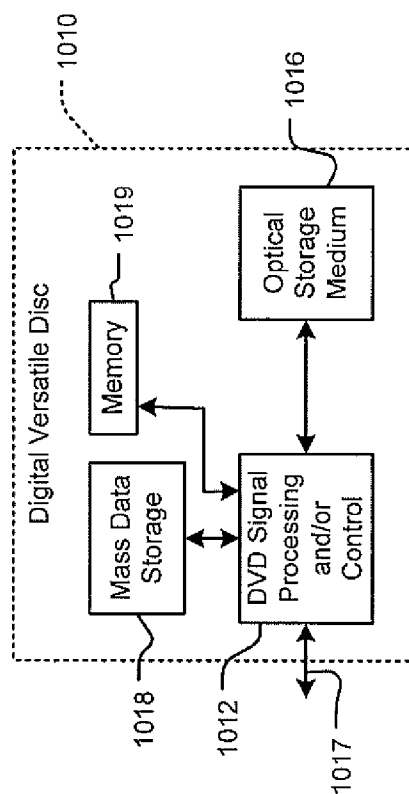 1010
Digital Versatile Disc
1019
Memory
Mass Data
Storage
1018
DVD Signal
Processing
and/or
Control
Optical
Storage
Medium
1016
1012
1017